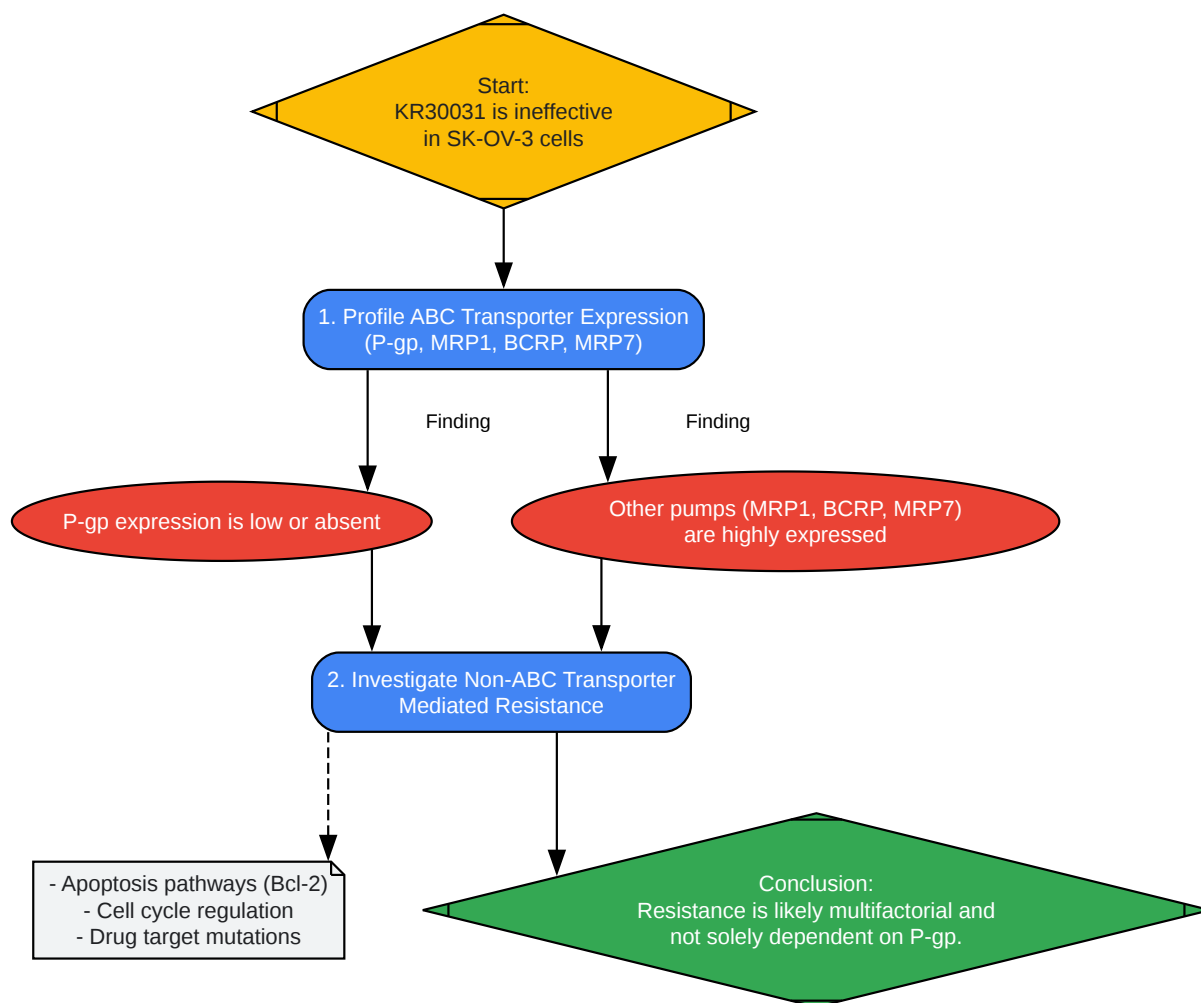 Start:
KR30031 is ineffective
in SK-OV-3 cells
1. Profile ABC Transporter Expression
(P-gp, MRP1, BCRP, MRP7)
Finding
Finding
P-gp expression is low or absent
Other pumps (MRP1, BCRP, MRP7)
are highly expressed
2. Investigate Non-ABC Transporter
Mediated Resistance
- Apoptosis pathways (Bcl-2)
- Cell cycle regulation
- Drug target mutations
Conclusion:
Resistance is likely multifactorial and
not solely dependent on P-gp.